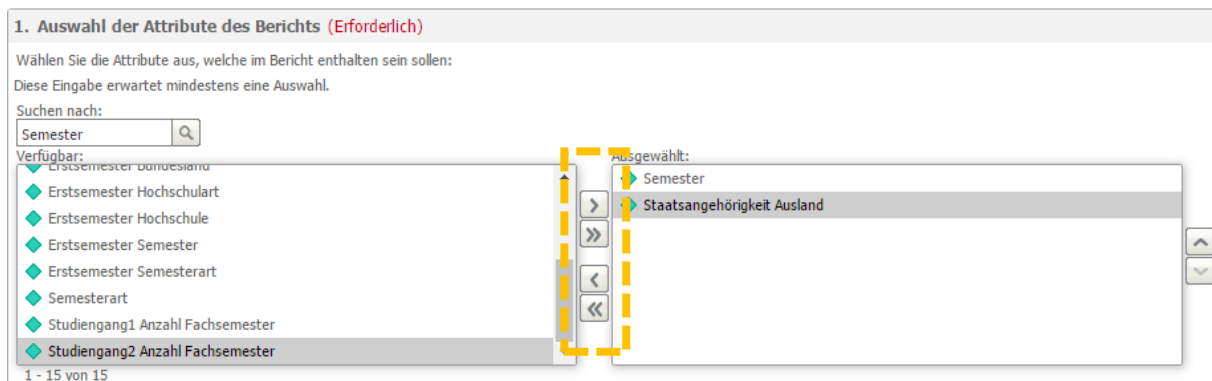 1. Auswahl der Attribute des Berichts (Erforderlich)
Wählen Sie die Attribute aus, welche im Bericht enthalten sein sollen:
Diese Eingabe erwartet mindestens eine Auswahl.
Suchen nach:
Semester
Verfügbar:
Erstsemester Bundesland
Erstsemester Hochschulart
Erstsemester Hochschule
Erstsemester Semester
Erstsemester Semesterart
Semesterart
Studiengang1 Anzahl Fachsemester
Studiengang2 Anzahl Fachsemester
1 - 15 von 15
Ausgewählt:
Semester
Staatsangehörigkeit Ausland